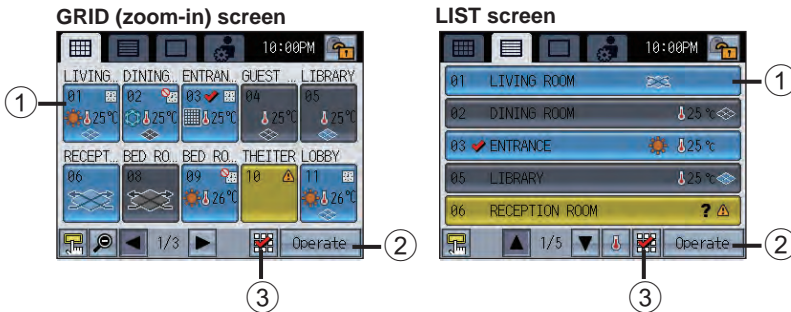 GRID (zoom-in) screen
10:00PM
LIVING... DINING... ENTRAN... GUEST ... LIBRARY
01 02 03 04 05
25°C 25°C 25°C 25°C 25°C
RECEPT... BED RO... BED RO... THEITER LOBBY
06 08 09 10 11
26°C 26°C
1/3 Operate
1
2
3
LIST screen
10:00PM
01 LIVING ROOM
02 DINING ROOM 25℃
03 ENTRANCE 25℃
05 LIBRARY 25℃
06 RECEPTION ROOM ?
1/5 Operate
1
2
3